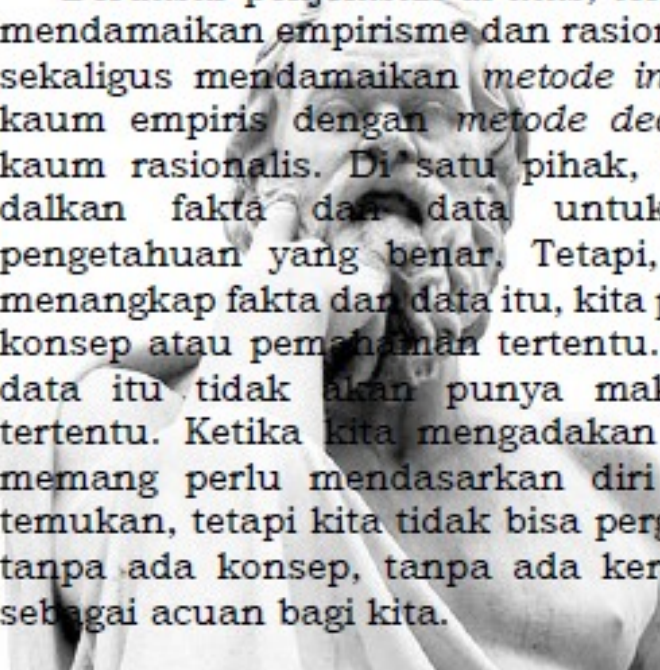 mendamaikan empirisme dan rasion
sekaligus mendamaikan metode in
kaum empiris dengan metode ded
kaum rasionalis. Di satu pihak,
dalkan fakta dan data untuk
pengetahuan yang benar. Tetapi,
menangkap fakta dan data itu, kita p
konsep atau pemahaman tertentu.
data itu tidak akan punya mak
tertentu. Ketika kita mengadakan
memang perlu mendasarkan diri
temukan, tetapi kita tidak bisa perg
tanpa ada konsep, tanpa ada ker
sebagai acuan bagi kita.